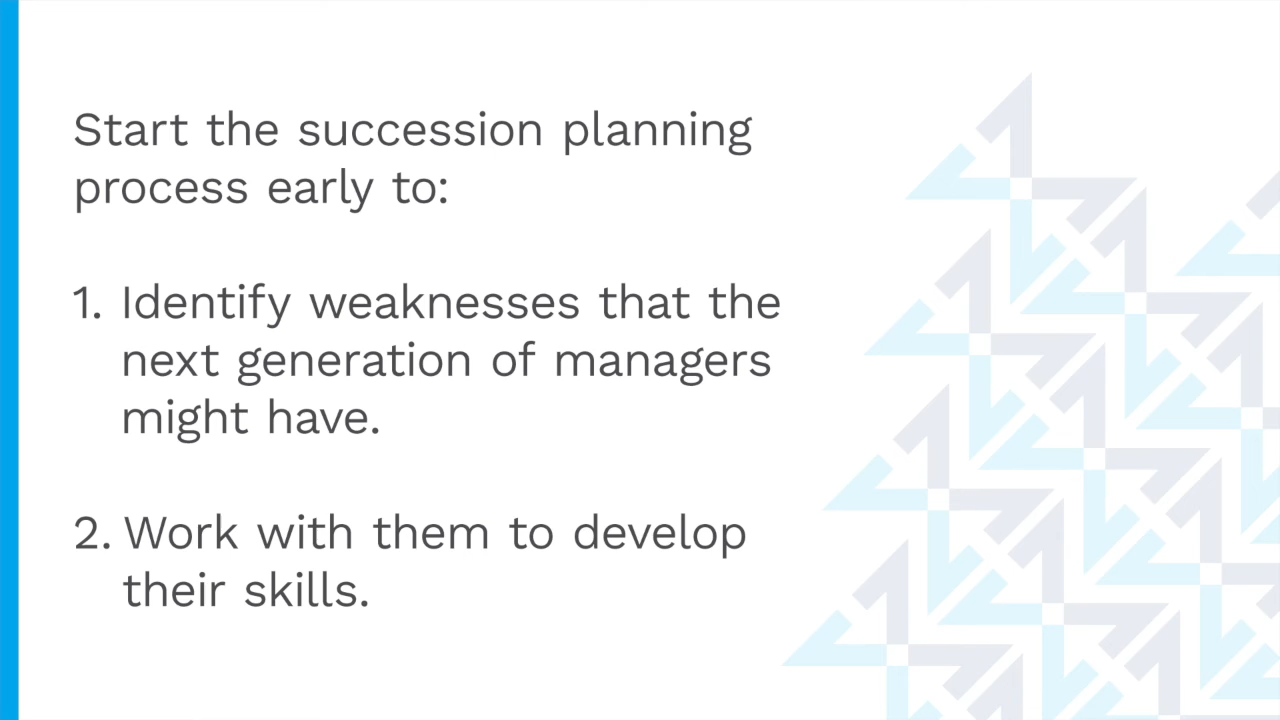 Start the succession planning
process early to:
1. Identify weaknesses that the
next generation of managers
might have.
2. Work with them to develop
their skills.